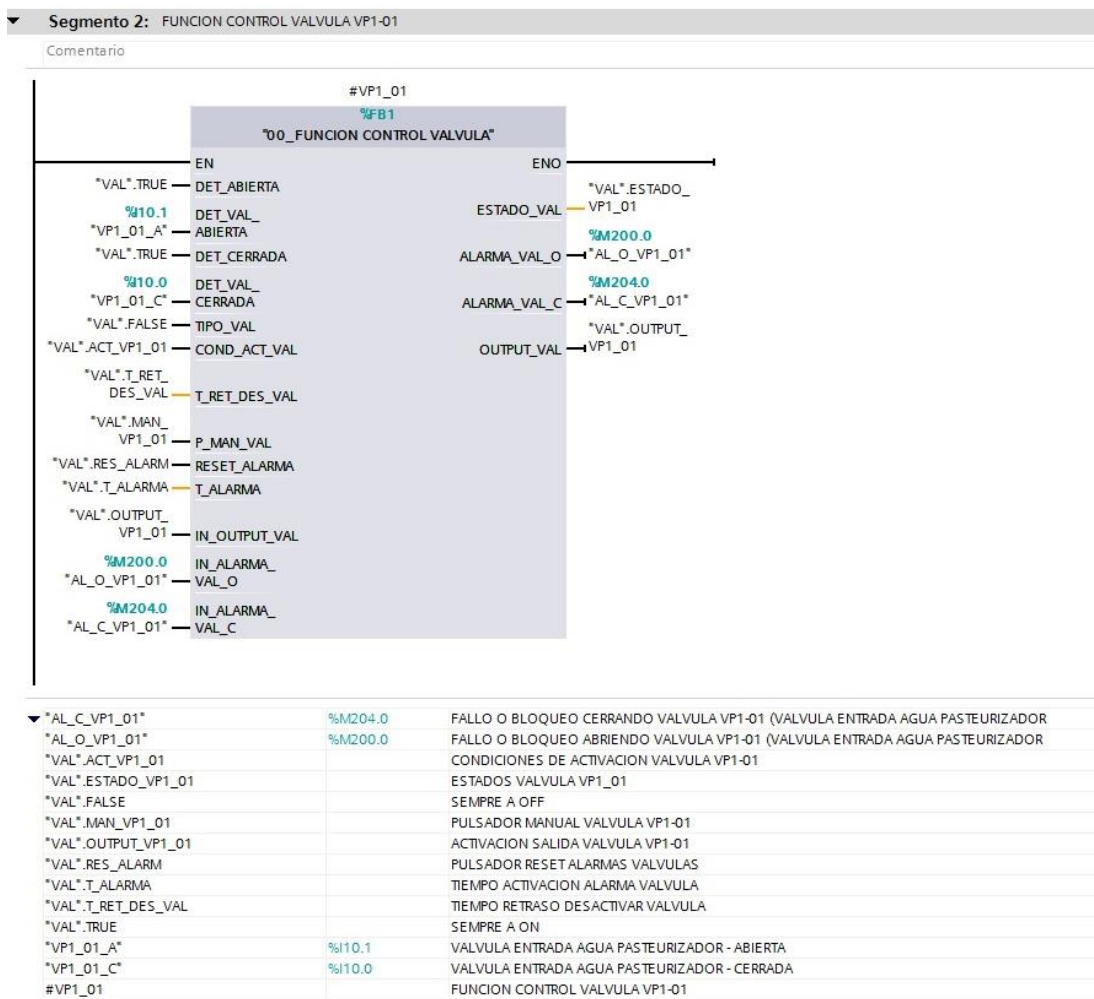 Segmento 2: FUNCION CONTROL VALVULA VP1-01
Comentario
#VP1_01
%FB1
"00_FUNCION CONTROL VALVULA"
EN ENO
"VAL".TRUE DET_ABIERTA
%I10.1
"VP1_01_A"
DET_VAL_
ABIERTA
"VAL".TRUE DET_CERRADA
%I10.0
"VP1_01_C"
DET_VAL_
CERRADA
"VAL".FALSE TIPO_VAL
"VAL".ACT_VP1_01 COND_ACT_VAL
"VAL".T_RET_
DES_VAL T_RET_DES_VAL
"VAL".MAN_
VP1_01 P_MAN_VAL
"VAL".RES_ALARM RESET_ALARMA
"VAL".T_ALARMA T_ALARMA
"VAL".OUTPUT_
VP1_01 IN_OUTPUT_VAL
%M200.0
"AL_O_VP1_01"
IN_ALARMA_
VAL_O
%M204.0
"AL_C_VP1_01"
IN_ALARMA_
VAL_C
ESTADO_VAL
"VAL".ESTADO_
VP1_01
%M200.0
ALARMA_VAL_O "AL_O_VP1_01"
%M204.0
ALARMA_VAL_C "AL_C_VP1_01"
OUTPUT_VAL
"VAL".OUTPUT_
VP1_01
"AL_C_VP1_01" %M204.0 FALLO O BLOQUEO CERRANDO VALVULA VP1-01 (VALVULA ENTRADA AGUA PASTEURIZADOR
"AL_O_VP1_01" %M200.0 FALLO O BLOQUEO ABRIENDO VALVULA VP1-01 (VALVULA ENTRADA AGUA PASTEURIZADOR
"VAL".ACT_VP1_01 CONDICIONES DE ACTIVACION VALVULA VP1-01
"VAL".ESTADO_VP1_01 ESTADOS VALVULA VP1_01
"VAL".FALSE SEMPRE A OFF
"VAL".MAN_VP1_01 PULSADOR MANUAL VALVULA VP1-01
"VAL".OUTPUT_VP1_01 ACTIVACION SALIDA VALVULA VP1-01
"VAL".RES_ALARM PULSADOR RESET ALARMAS VALVULAS
"VAL".T_ALARMA TIEMPO ACTIVACION ALARMA VALVULA
"VAL".T_RET_DES_VAL TIEMPO RETRASO DESACTIVAR VALVULA
"VAL".TRUE SEMPRE A ON
"VP1_01_A" %I10.1 VALVULA ENTRADA AGUA PASTEURIZADOR - ABIERTA
"VP1_01_C" %I10.0 VALVULA ENTRADA AGUA PASTEURIZADOR - CERRADA
#VP1_01 FUNCION CONTROL VALVULA VP1-01